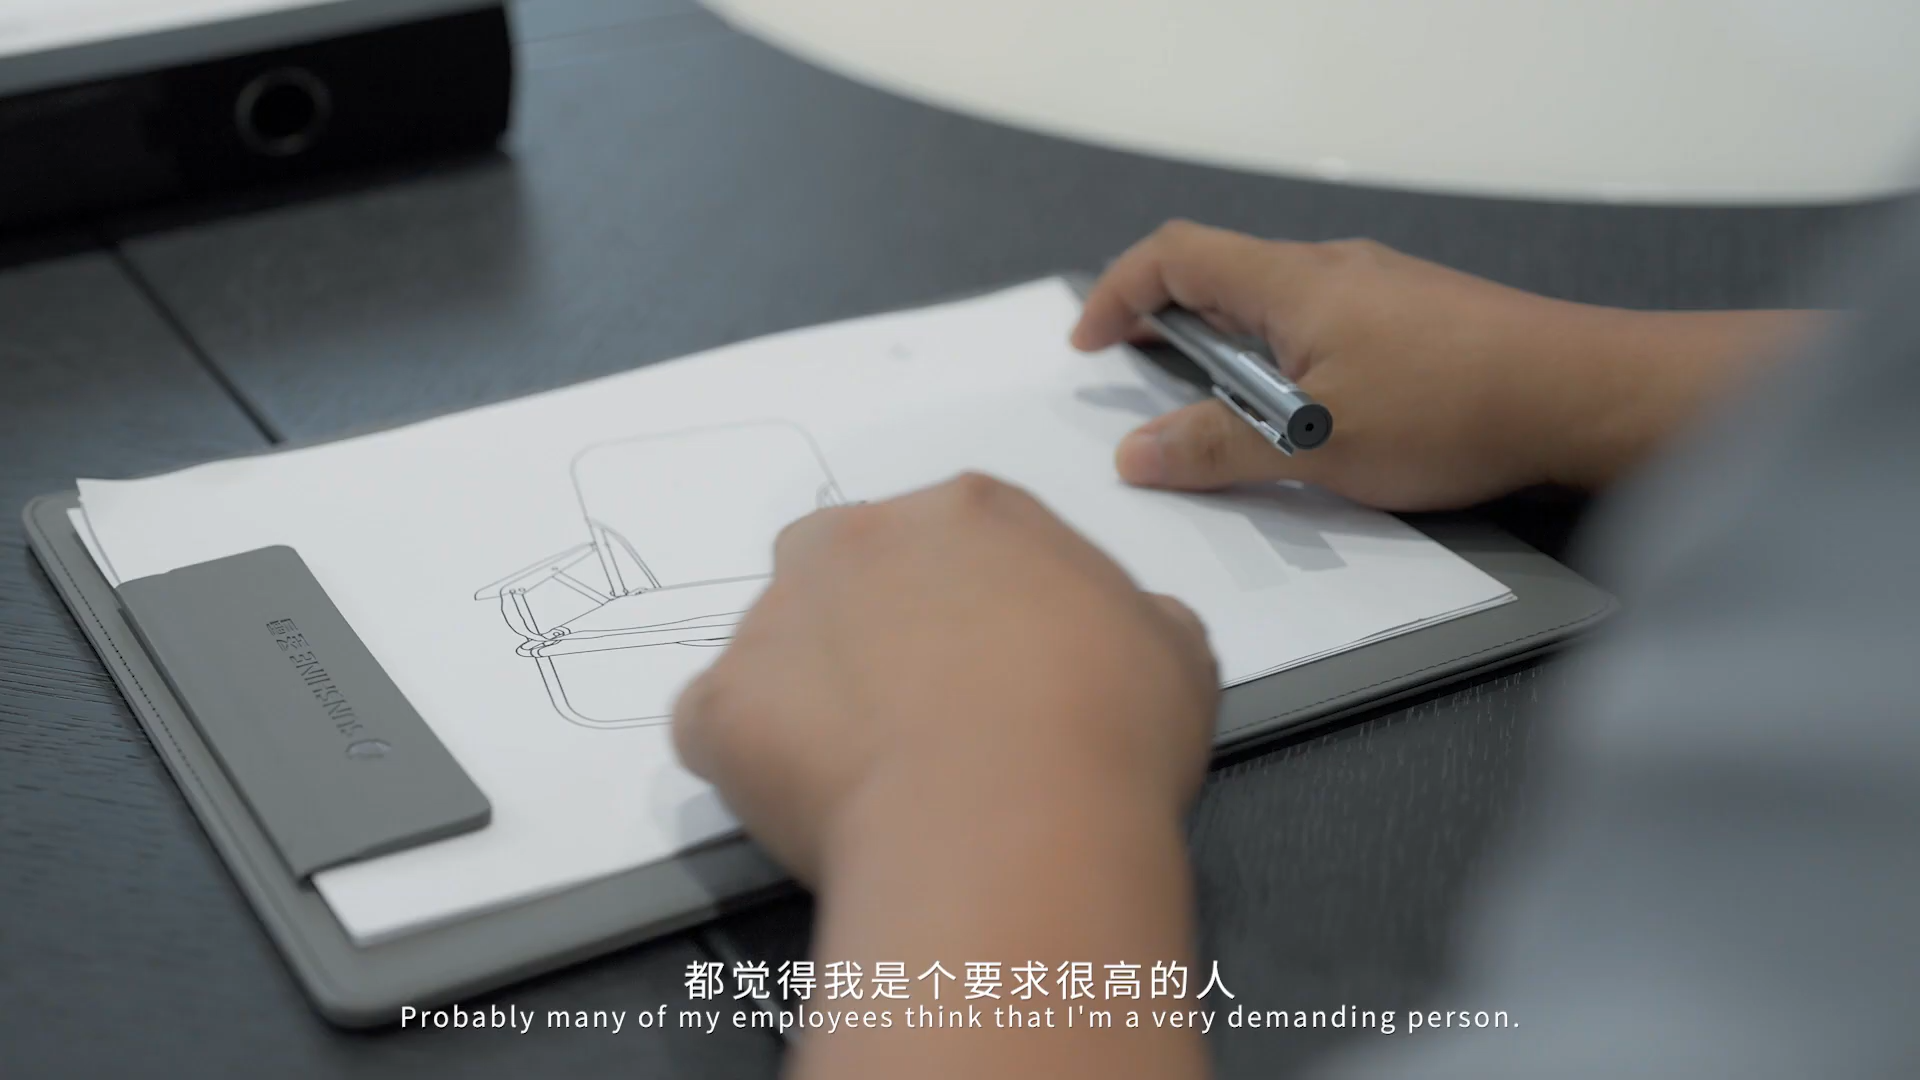 SUNSHINE
都觉得我是个要求很高的人
Probably many of my employees think that I'm a very demanding person.